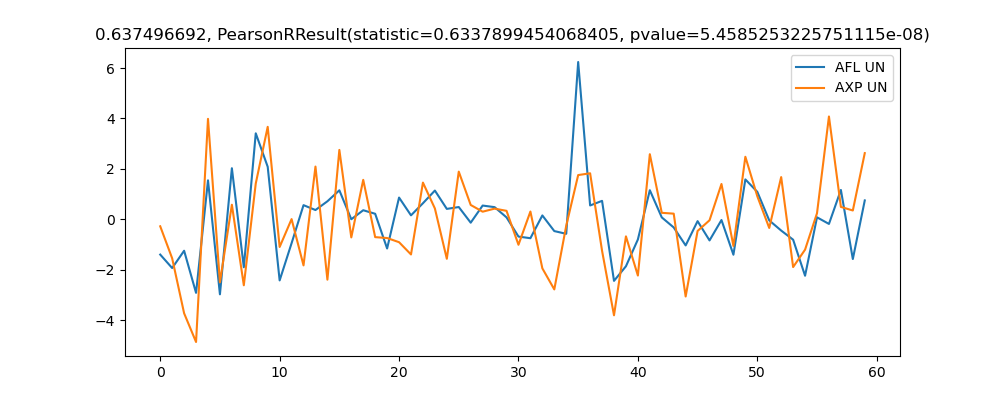 0.637496692, PearsonRResult(statistic=0.6337899454068405, pvalue=5.4585253225751115e-08)
AFL UN
AXP UN
6
4
2
0
−2
−4
0 10 20 30 40 50 60